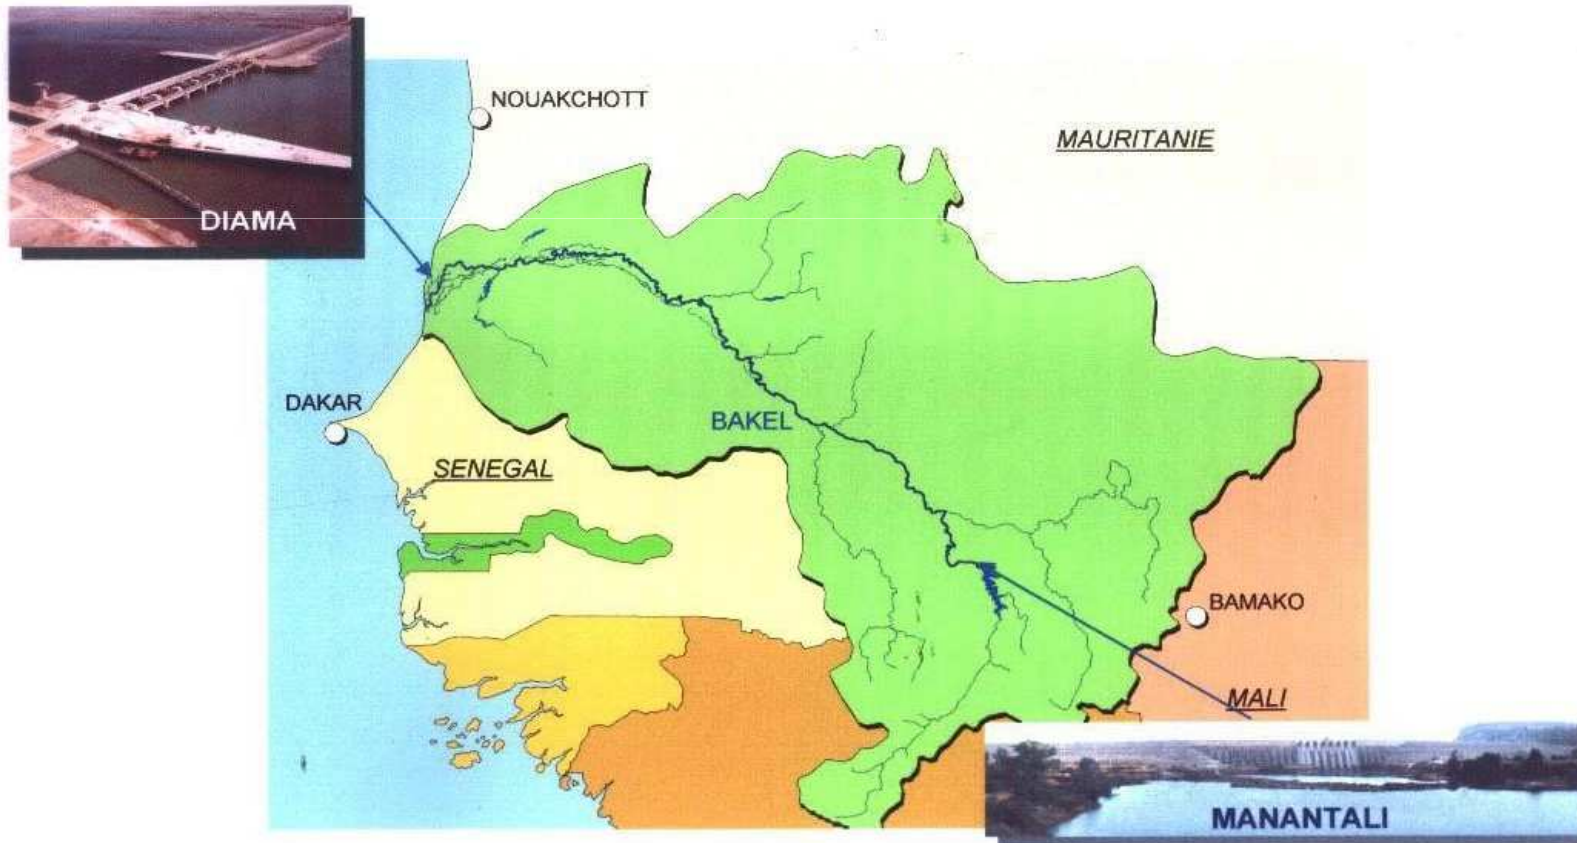 NOUAKCHOTT
MAURITANIE
DIAMA
DAKAR
BAKEL
SENEGAL
BAMAKO
MALI
MANANTALI